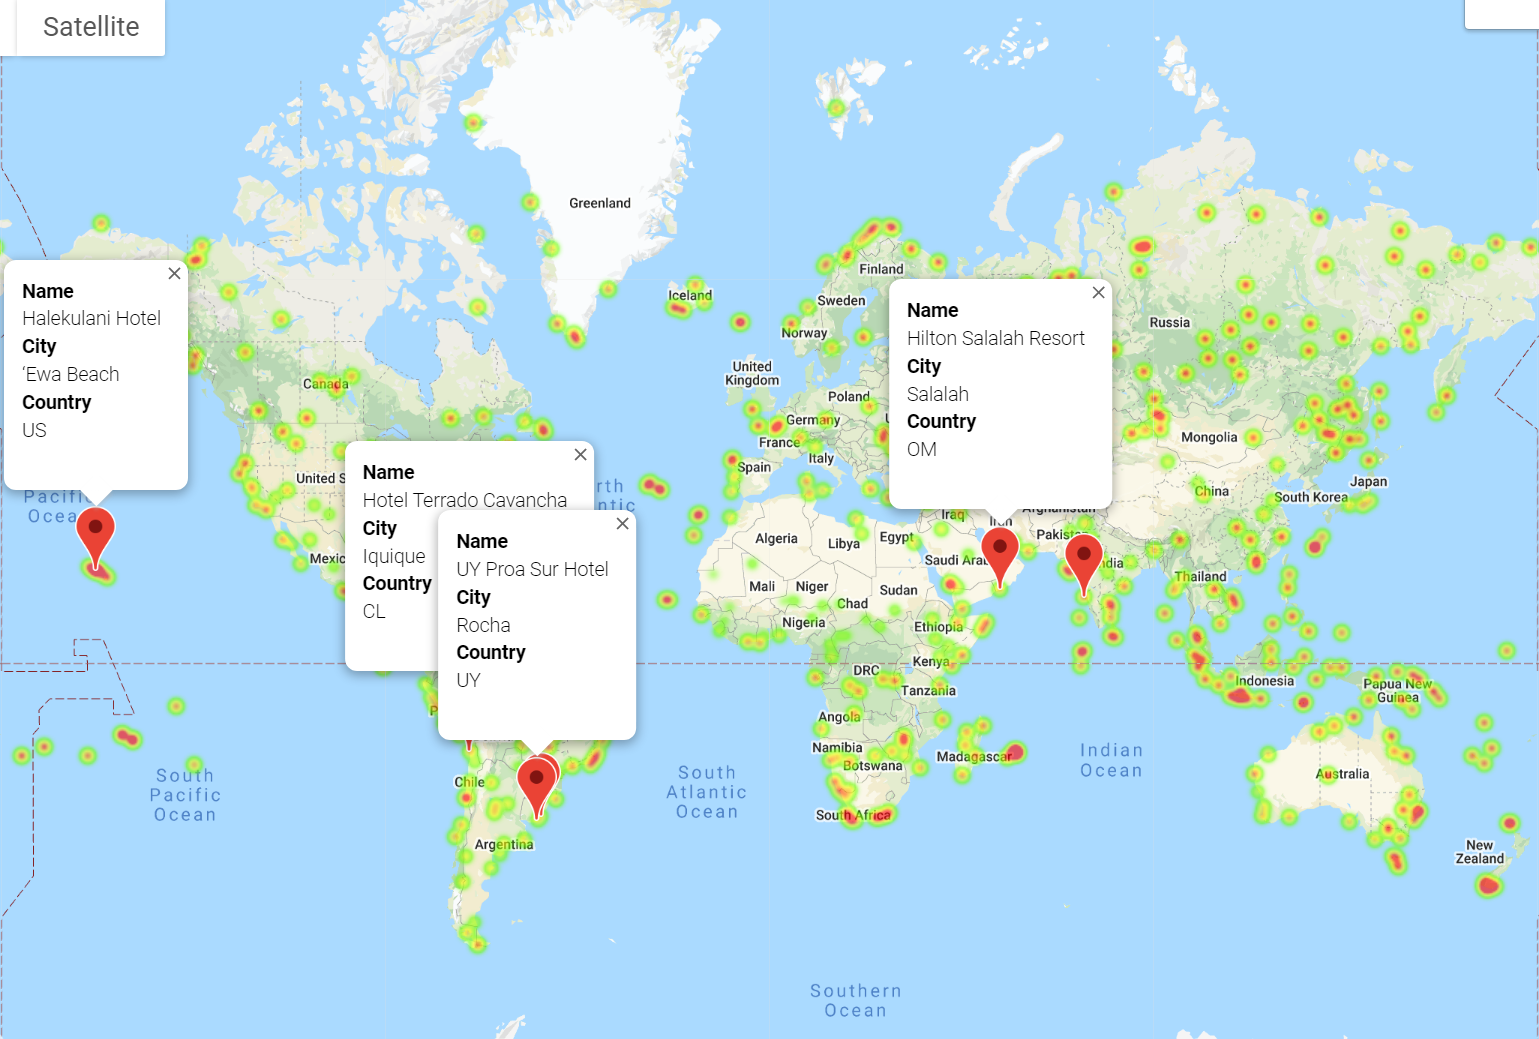 Satellite
Greenland
Name
Halekulani Hotel
City
‘Ewa Beach
Country
US
Name
Hotel Terrado Cavancha
City
Iquique
Country
CL
Name
UY Proa Sur Hotel
City
Rocha
Country
UY
Name
Hilton Salalah Resort
City
Salalah
Country
OM
Iceland
Finland
Sweden
Norway
Russia
United
Kingdom
Canada
Poland
Germany
France
Italy
Spain
Mongolia
China
Japan
South Korea
United S
Pacific
Ocea
rth
ntic
Iraq
Iran
Afghanistan
Pakist
ndia
Algeria
Libya
Egypt
Saudi Arab
Mexic
Mali
Niger
Sudan
Chad
Nigeria
Ethiopia
Thailand
DRC
Kenya
Tanzania
Indonesia
Papua New
Guinea
Angola
Namibia
Botswana
Madagascar
South Africa
Indian
Ocean
Australia
P
Chile
Argentina
South
Pacific
Ocean
South
Atlantic
Ocean
New
Zealand
Southern
Ocean